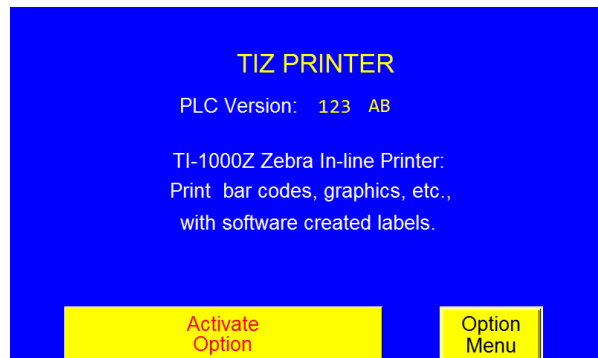 TIZ PRINTER
PLC Version: 123 AB
TI-1000Z Zebra In-line Printer:
Print bar codes, graphics, etc.,
with software created labels.
Activate
Option
Option
Menu